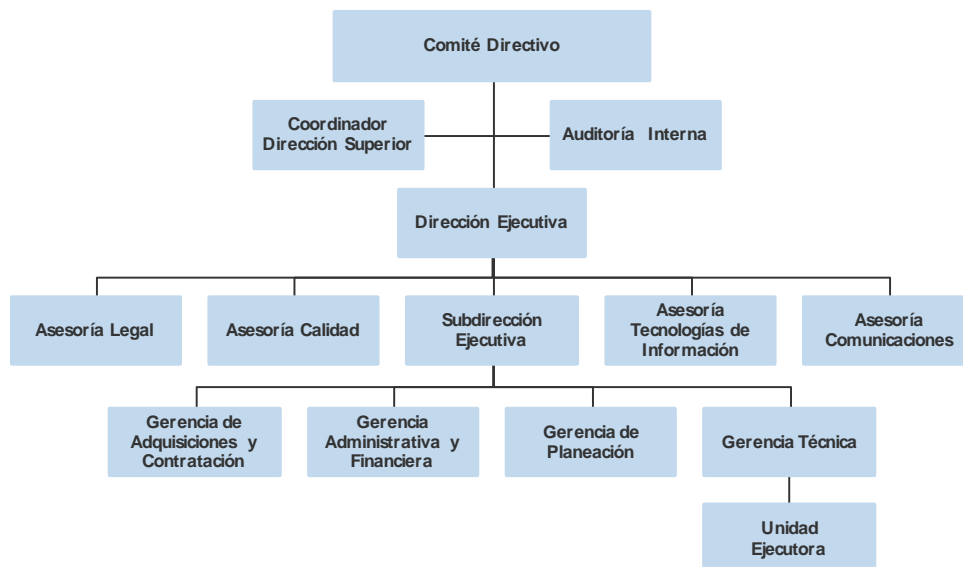 Comité Directivo
Coordinador
Dirección Superior
Auditoría Interna
Dirección Ejecutiva
Asesoría Legal
Asesoría Calidad
Subdirección
Ejecutiva
Asesoría
Tecnologías de
Información
Asesoría
Comunicaciones
Gerencia de
Adquisiciones y
Contratación
Gerencia
Administrativa y
Financiera
Gerencia de
Planeación
Gerencia Técnica
Unidad
Ejecutora